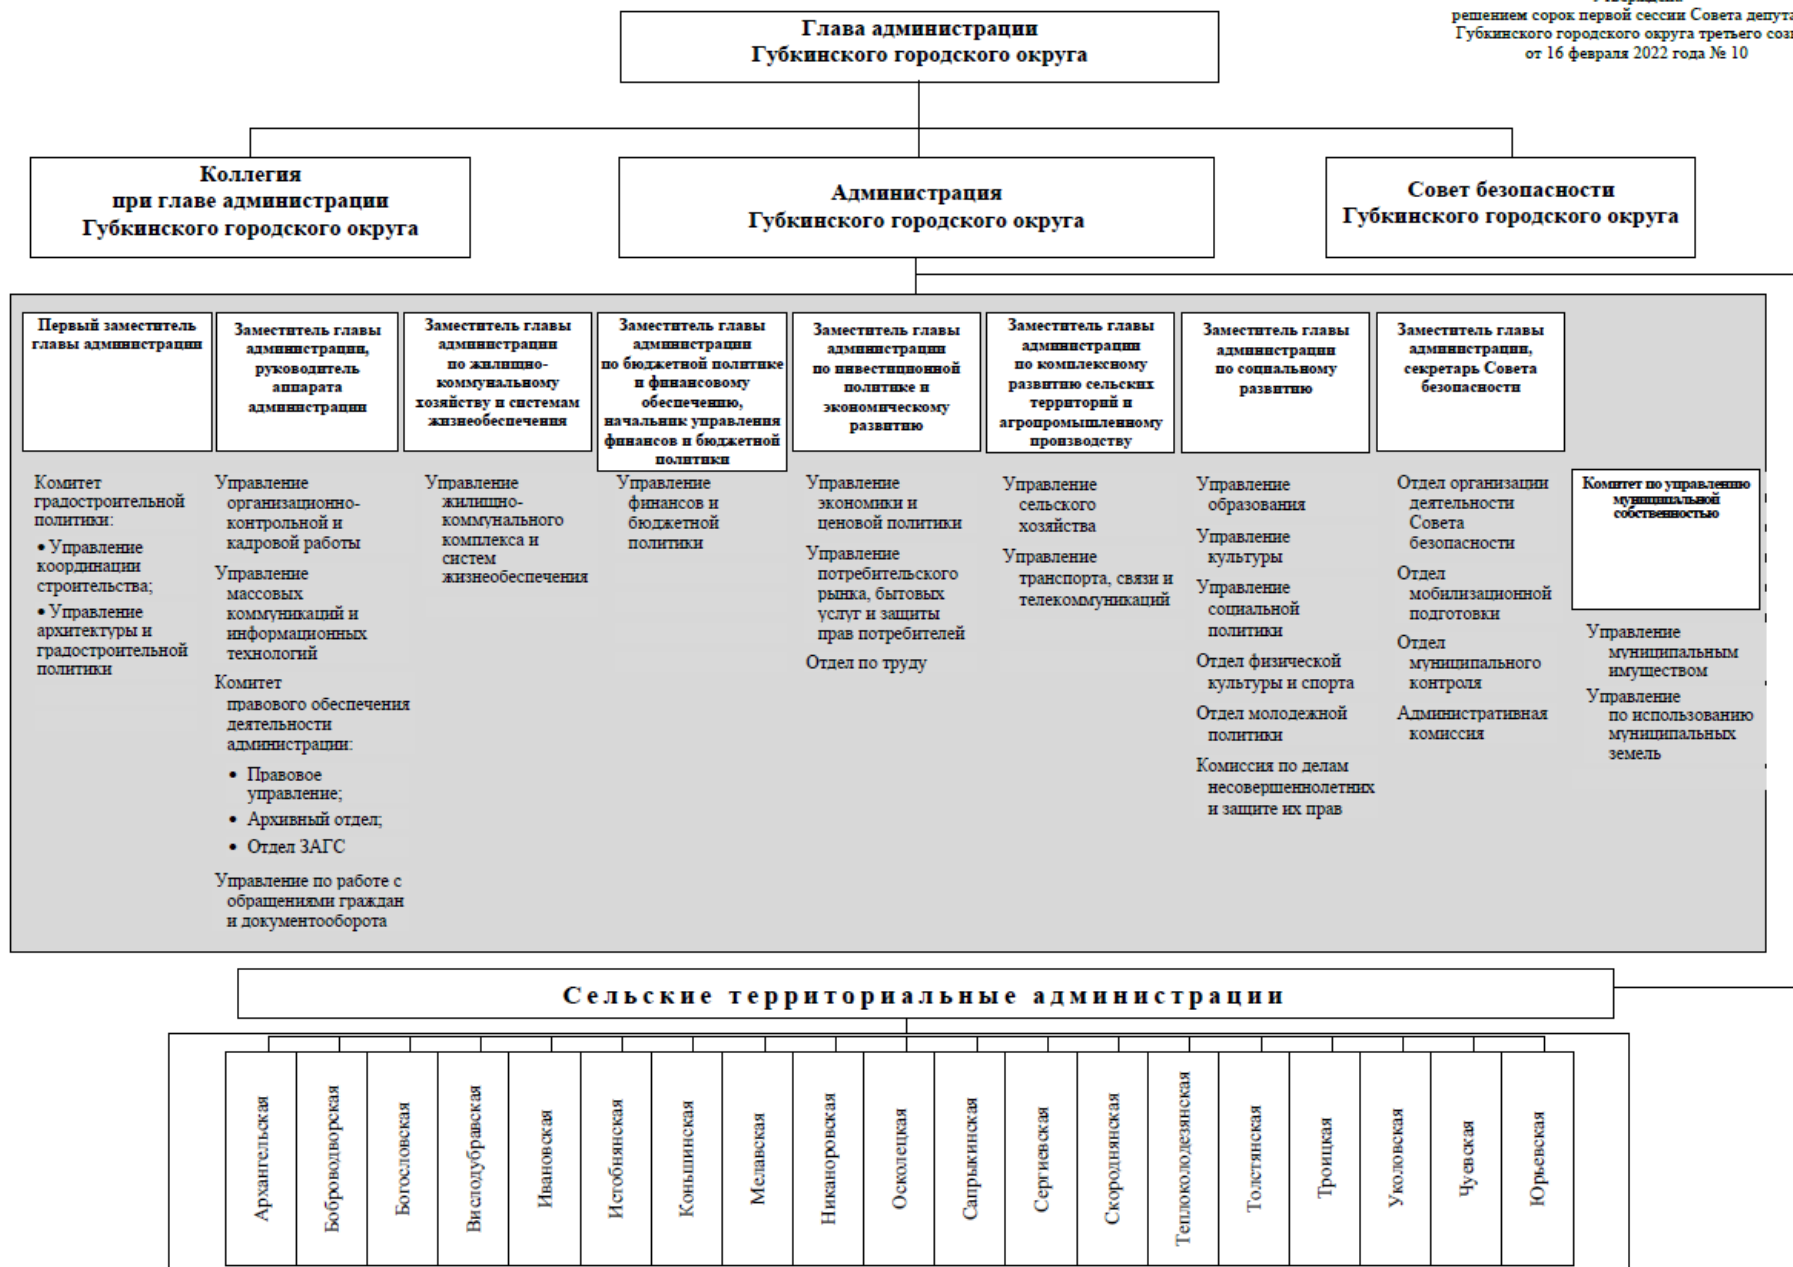 решением сорок первой сессии Совета
Губкинского городского округа третьего
от 16 февраля 2022 года № 10
Глава администрации
Губкинского городского округа
Коллегия
при главе администрации
Губкинского городского округа
Администрация
Губкинского городского округа
Совет безопасности
Губкинского городского округа
Первый заместитель
главы администрации
Комитет
градостроительной
политики:
• Управление
координации
строительства;
• Управление
архитектуры и
градостроительной
политики
Заместитель главы
администрации,
руководитель
аппарата
администрации
Управление
организационно-
контрольной и
кадровой работы
Управление
массовых
коммуникаций и
информационных
технологий
Комитет
правового обеспечения
деятельности
администрации:
• Правовое
управление;
• Архивный отдел;
• Отдел ЗАГС
Управление по работе с
обращениями граждан
и документооборота
Заместитель главы
администрации
по жилищно-
коммунальному
хозяйству и системам
жизнеобеспечения
Управление
жилищно-
коммунального
комплекса и
систем
жизнеобеспечения
Заместитель главы
администрации
по бюджетной политике
и финансовому
обеспечению,
начальник управления
финансов и бюджетной
политики
Управление
финансов и
бюджетной
политики
Заместитель главы
администрации
по инвестиционной
политике и
экономическому
развитию
Управление
экономики и
ценовой политики
Управление
потребительского
рынка, бытовых
услуг и защиты
прав потребителей
Отдел по труду
Заместитель главы
администрации
по комплексному
развитию сельских
территорий и
агропромышленному
производству
Управление
сельского
хозяйства
Управление
транспорта, связи и
телекоммуникаций
Заместитель главы
администрации
по социальному
развитию
Управление
образования
Управление
культуры
Управление
социальной
политики
Отдел физической
культуры и спорта
Отдел молодежной
политики
Комиссия по делам
несовершеннолетних
и защите их прав
Заместитель главы
администрации,
секретарь Совета
безопасности
Отдел организации
деятельности
Совета
безопасности
Отдел
мобилизационной
подготовки
Отдел
муниципального
контроля
Административная
комиссия
Комитет по управлению
муниципальной
собственностью
Управление
муниципальным
имуществом
Управление
по использованию
муниципальных
земель
Сельские территориальные администрации
Архангельская
Бобровводворская
Богословская
Вислодубравская
Ивановская
Истобнянская
Коньшинская
Мелавская
Никаноровская
Осколецкая
Сапрыкинская
Сергиевская
Скороднянская
Теплоколодезянская
Толстянская
Троицкая
Уколовская
Чуевская
Юрьевская